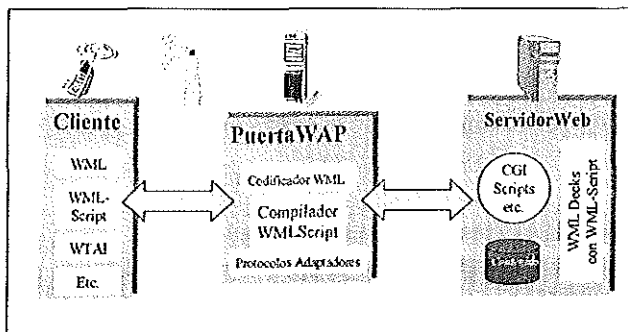 Cliente
WML
WML-
Script
WTAI
Etc.
PuertaWAP
Codificador WML
Compilador
WMLScript
Protocolos Adaptadores
ServidorWeb
CGI
Scripts
etc.
WML Decks
con WML-Script